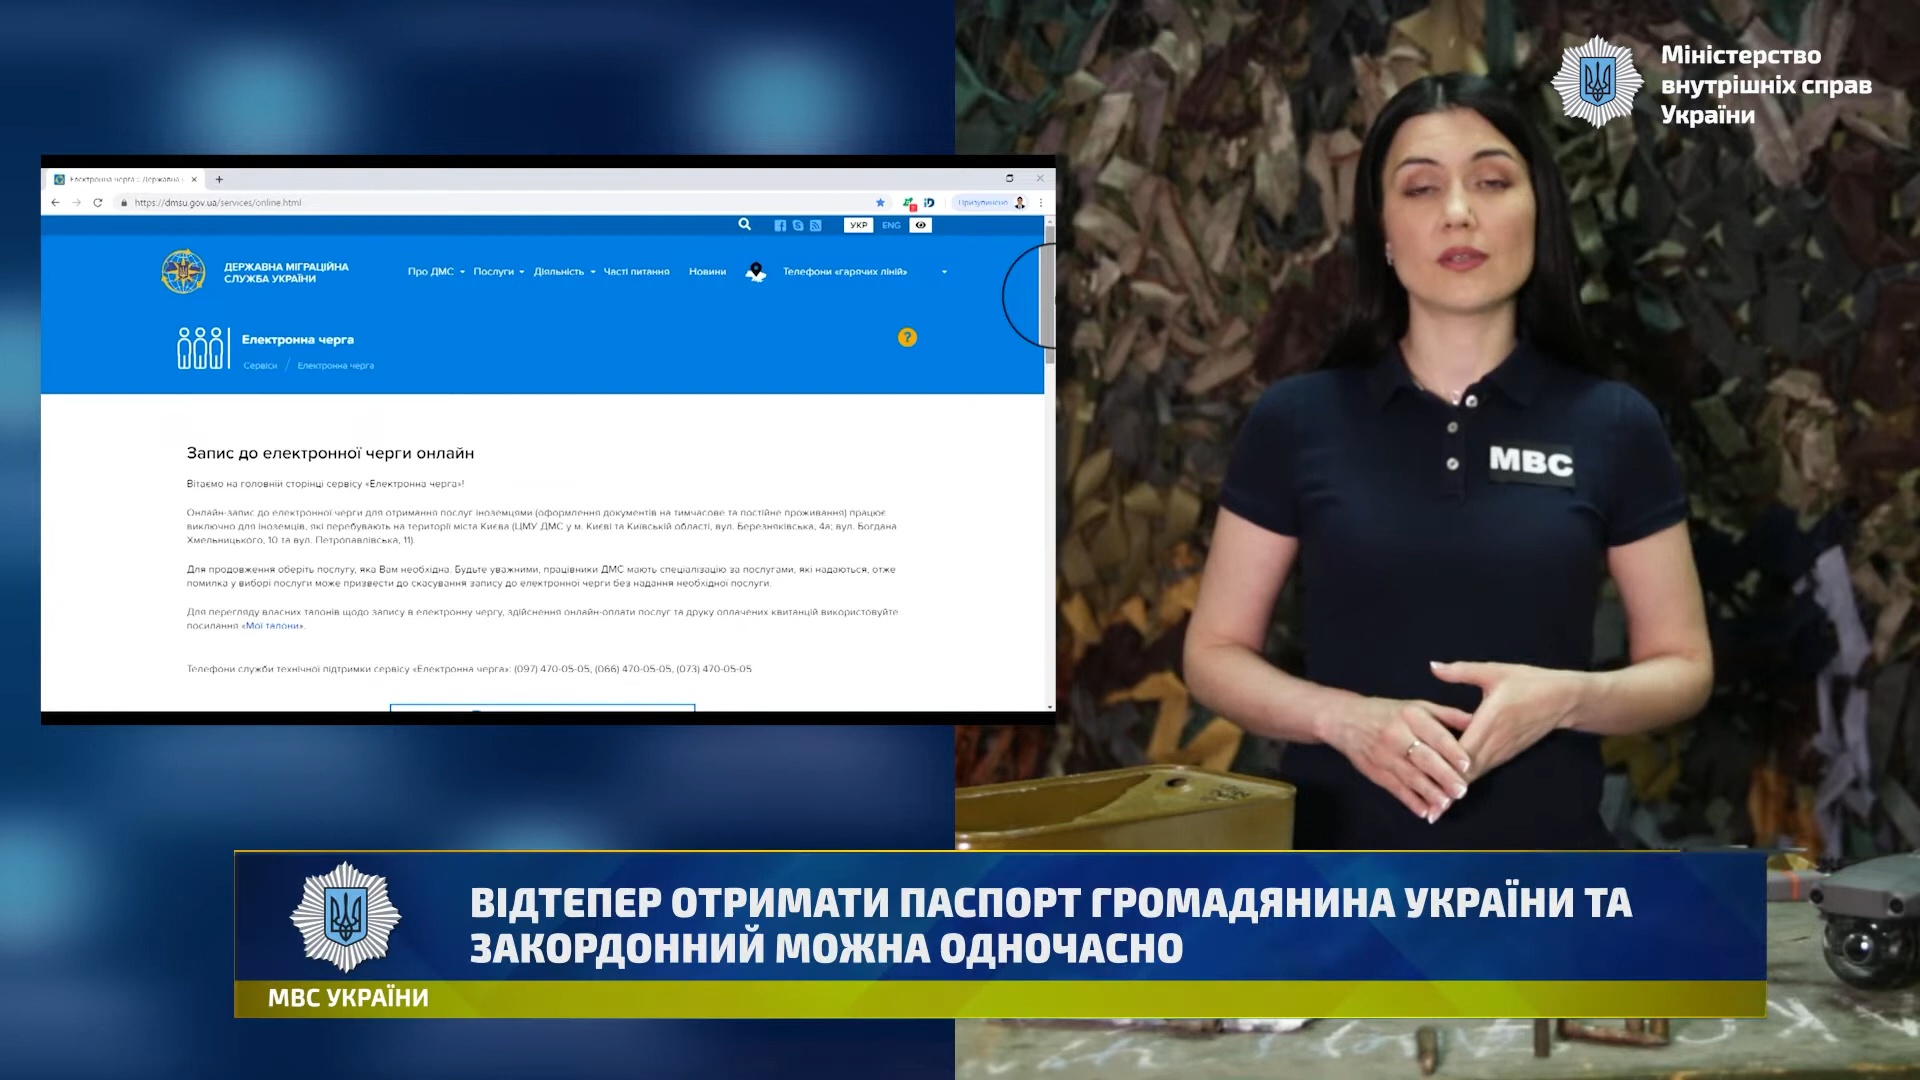 Міністерство
внутрішніх справ
України
Електронна черга :: Державна
https://dmsu.gov.ua/services/online.html
Призупинено
УКР ENG
ДЕРЖАВНА МІГРАЦІЙНА
СЛУЖБА УКРАЇНИ
Про ДМС Послуги Діяльність Часті питання Новини Телефони «гарячих ліній»
Електронна черга
?
Сервіси / Електронна черга
Запис до електронної черги онлайн
Вітаємо на головній сторінці сервісу «Електронна черга»!
Онлайн-запис до електронної черги для отримання послуг іноземцями (оформлення документів на тимчасове та постійне проживання) працює
виключно для іноземців, які перебувають на території міста Києва (ЦМУ ДМС у м. Києві та Київській області, вул. Березняківська, 4а; вул. Богдана
Хмельницького, 10 та вул. Петропавлівська, 11).
Для продовження оберіть послугу, яка Вам необхідна. Будьте уважними, працівники ДМС мають спеціалізацію за послугами, які надаються, отже
помилка у виборі послуги може призвести до скасування запису до електронної черги без надання необхідної послуги.
Для перегляду власних талонів щодо запису в електронну чергу, здійснення онлайн-оплати послуг та друку оплачених квитанцій використовуйте
посилання «Мої талони».
Телефони служби технічної підтримки сервісу «Електронна черга»: (097) 470-05-05, (066) 470-05-05, (073) 470-05-05
МВС
ВІДТЕПЕР ОТРИМАТИ ПАСПОРТ ГРОМАДЯНИНА УКРАЇНИ ТА
ЗАКОРДОННИЙ МОЖНА ОДНОЧАСНО
МВС УКРАЇНИ